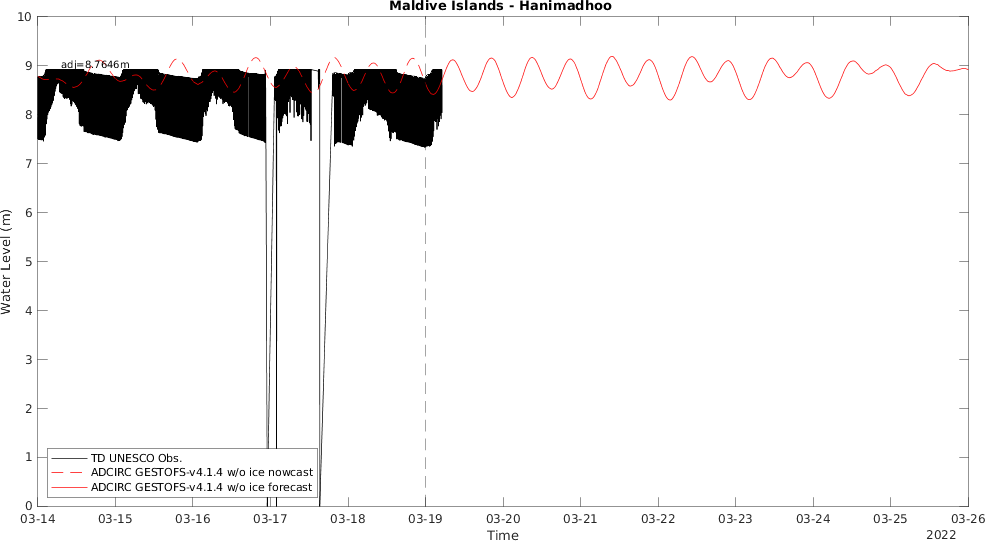 Maldive Islands - Hanimadhoo
10
9
8
7
6
5
4
3
2
1
0
Water Level (m)
adj=8.7646m
TD UNESCO Obs.
ADCIRC GESTOFS-v4.1.4 w/o ice nowcast
ADCIRC GESTOFS-v4.1.4 w/o ice forecast
03-14 03-15 03-16 03-17 03-18 03-19 03-20 03-21 03-22 03-23 03-24 03-25 03-26
Time
2022